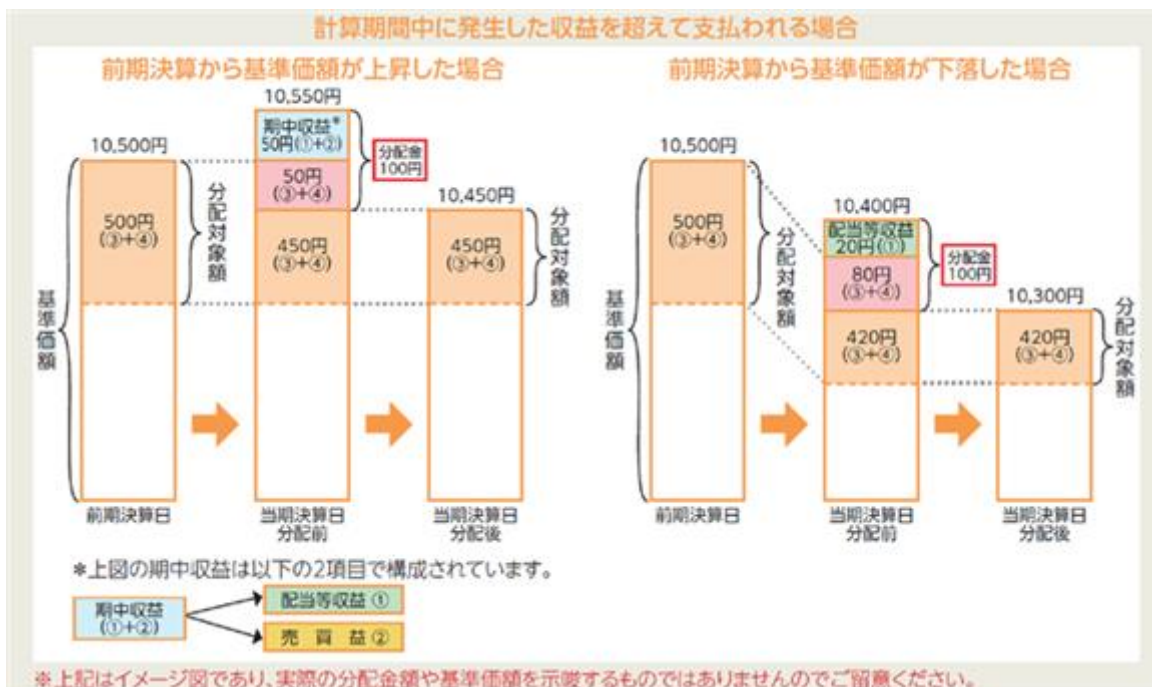 計算期間中に発生した収益を超えて支払われる場合
前期決算から基準価額が上昇した場合
10,500円
500円
(③+④)
分配対象額
基準価額
前期決算日
10,550円
期中収益*
50円(①+②)
50円
(③+④)
450円
(③+④)
分配金
100円
当期決算日
分配前
10,450円
450円
(③+④)
分配対象額
当期決算日
分配後
前期決算から基準価額が下落した場合
10,500円
500円
(③+④)
分配対象額
基準価額
前期決算日
10,400円
配当等収益
20円(①)
80円
(③+④)
420円
(③+④)
分配金
100円
当期決算日
分配前
10,300円
420円
(③+④)
分配対象額
当期決算日
分配後
*上図の期中収益は以下の2項目で構成されています。
期中収益
(①+②)
配当等収益 ①
売 買 益 ②
※上記はイメージ図であり、実際の分配金額や基準価額を示唆するものではありませんのでご留意ください。